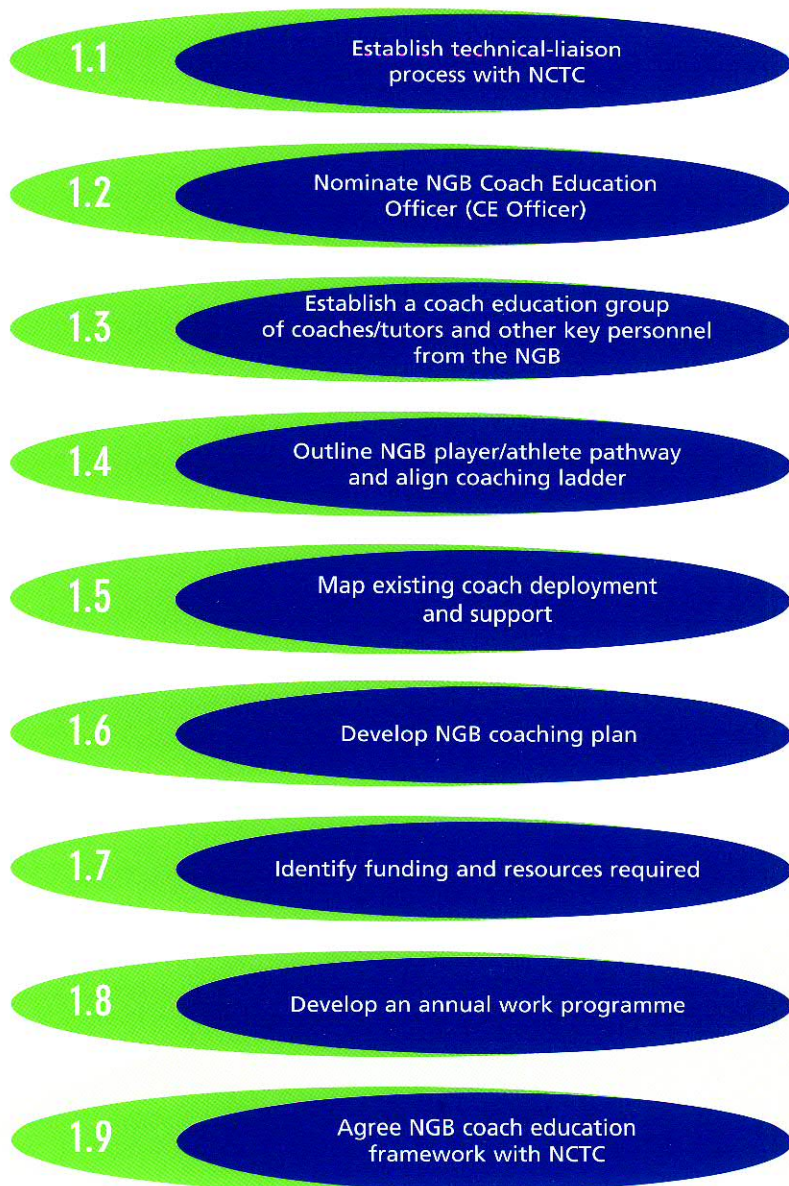 1.1
Establish technical-liaison
process with NCTC
1.2
Nominate NGB Coach Education
Officer (CE Officer)
1.3
Establish a coach education group
of coaches/tutors and other key personnel
from the NGB
1.4
Outline NGB player/athlete pathway
and align coaching ladder
1.5
Map existing coach deployment
and support
1.6
Develop NGB coaching plan
1.7
Identify funding and resources required
1.8
Develop an annual work programme
1.9
Agree NGB coach education
framework with NCTC